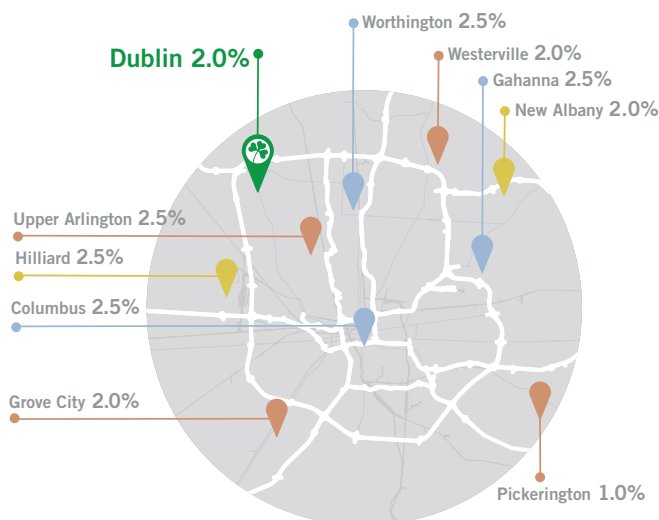 Worthington 2.5%
Dublin 2.0%
Westerville 2.0%
Gahanna 2.5%
New Albany 2.0%
Upper Arlington 2.5%
Hilliard 2.5%
Columbus 2.5%
Grove City 2.0%
Pickerington 1.0%